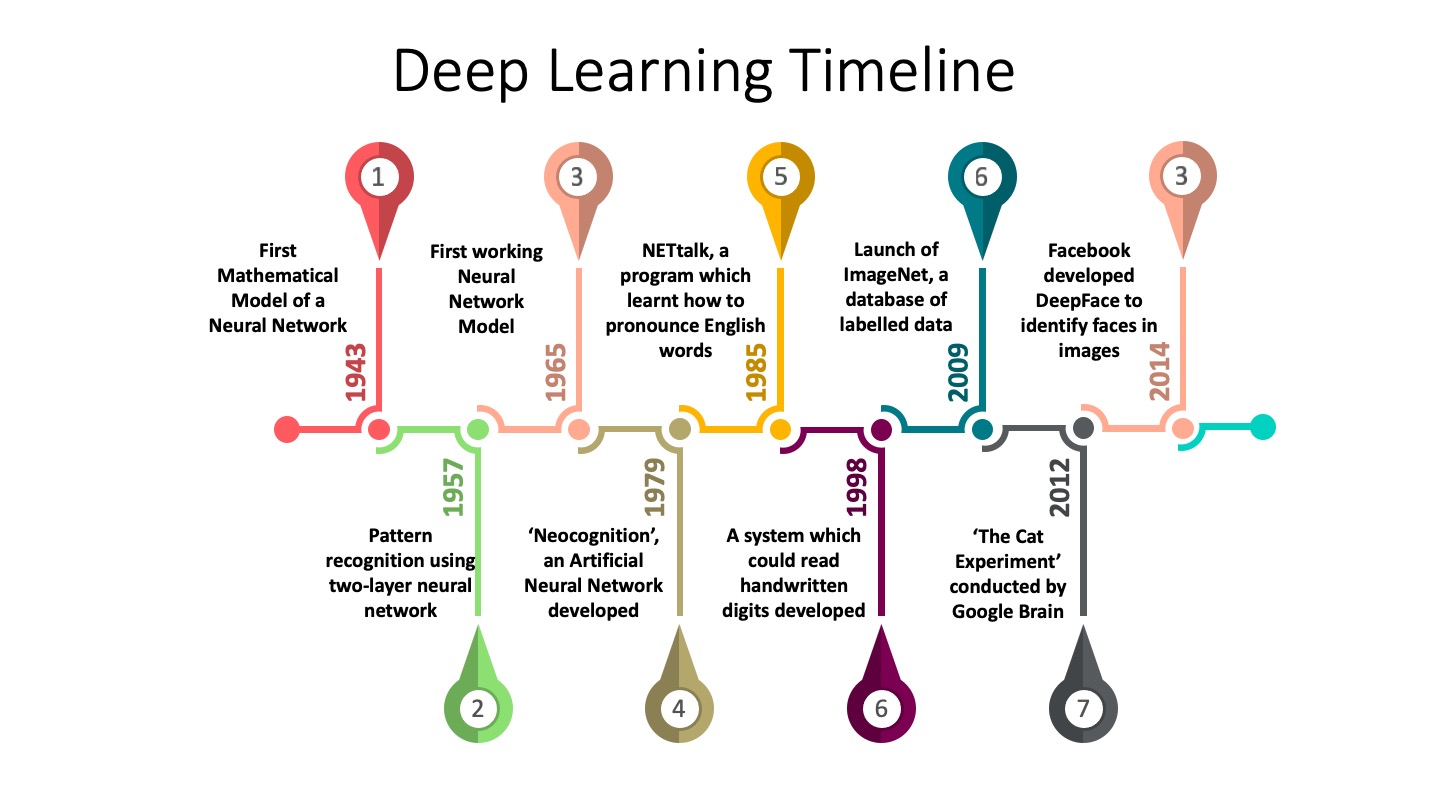 Deep Learning Timeline
1
First
Mathematical
Model of a
Neural Network
1943
2
Pattern
recognition using
two-layer neural
network
1957
3
First working
Neural
Network
Model
1965
4
‘Neocognition’,
an Artificial
Neural Network
developed
1979
5
NETtalk, a
program which
learnt how to
pronounce English
words
1985
6
A system which
could read
handwritten
digits developed
1998
6
Launch of
ImageNet, a
database of
labelled data
2009
7
‘The Cat
Experiment’
conducted by
Google Brain
2012
3
Facebook
developed
DeepFace to
identify faces in
images
2014